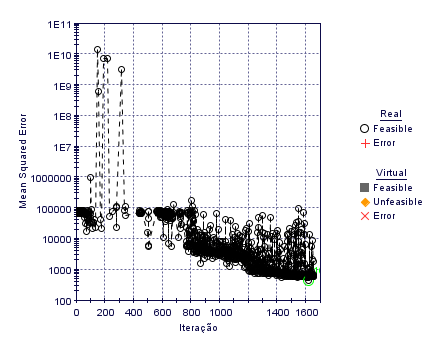 1E11
1E10
1E9
1E8
1E7
1000000
100000
10000
1000
100
Mean Squared Error
0 200 400 600 800 1000 1400 1600
Iteração
Real
Feasible
Error
Virtual
Feasible
Unfeasible
Error